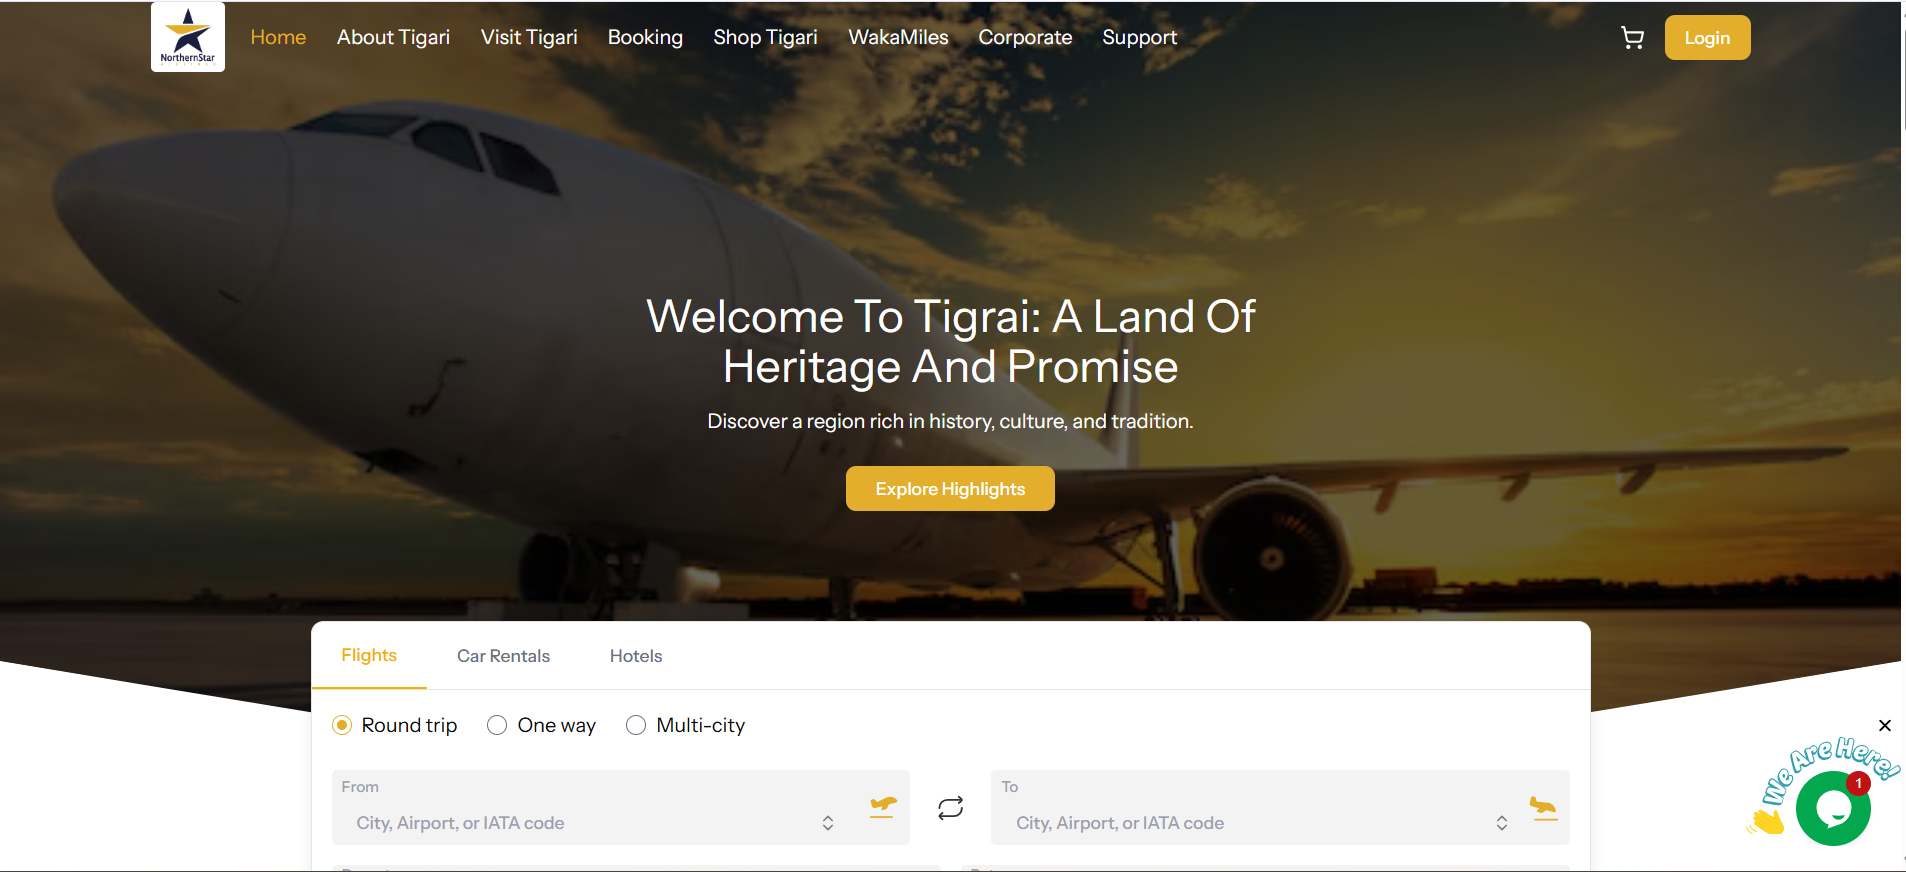 NorthernStar
Home
About Tigari
Visit Tigari
Booking
Shop Tigari
WakaMiles
Corporate
Support
Login
Welcome To Tigrai: A Land Of
Heritage And Promise
Discover a region rich in history, culture, and tradition.
Explore Highlights
Flights
Car Rentals
Hotels
Round trip
One way
Multi-city
From
City, Airport, or IATA code
To
City, Airport, or IATA code
We Are Here!
1